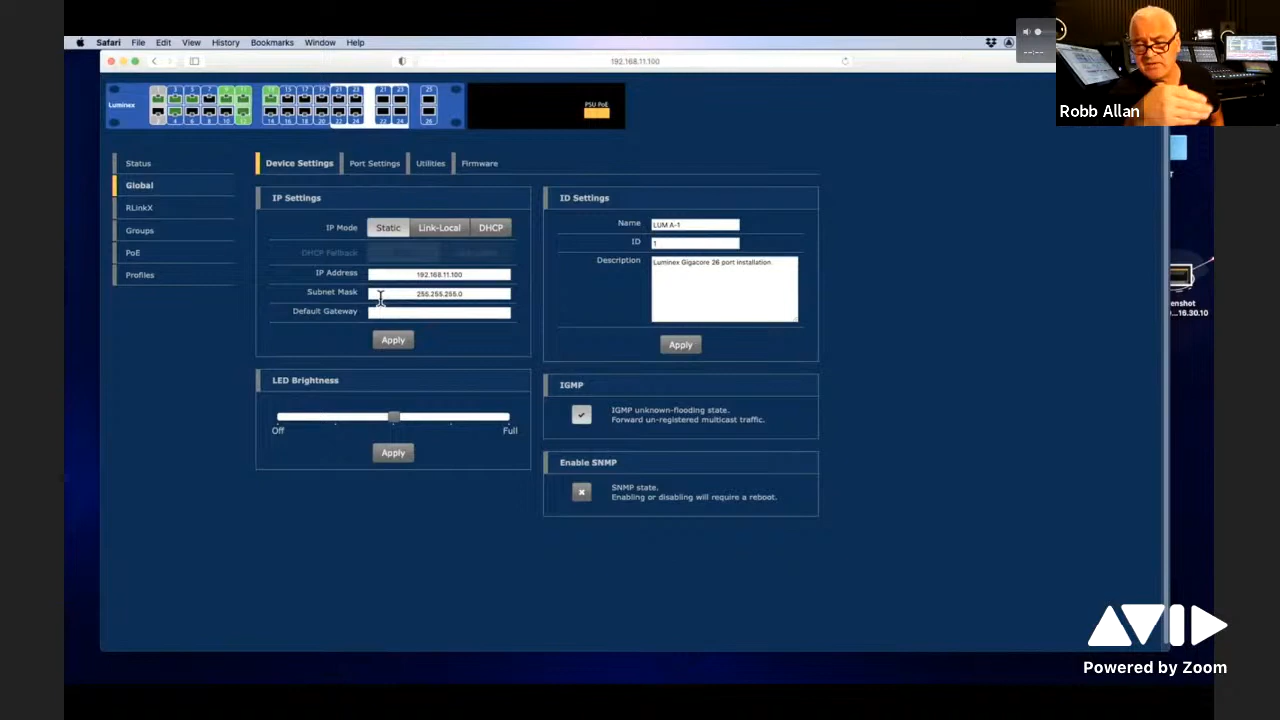 Safari File Edit View History Bookmarks Window Help
192.168.11.100
Luminex
PSU PoE
Robb Allan
Status
Global
RLinkX
Groups
PoE
Profiles
Device Settings Port Settings Utilities Firmware
IP Settings
IP Mode Static Link-Local DHCP
DHCP Fallback
IP Address 192.168.11.100
Subnet Mask 255.255.255.0
Default Gateway
Apply
LED Brightness
Off Full
Apply
ID Settings
Name LUM A-1
ID 1
Description Luminex Gigacore 26 port installation
Apply
IGMP
IGMP unknown-flooding state.
Forward un-registered multicast traffic.
Enable SNMP
SNMP state.
Enabling or disabling will require a reboot.
enshot
...16.30.10
AVID
Powered by Zoom